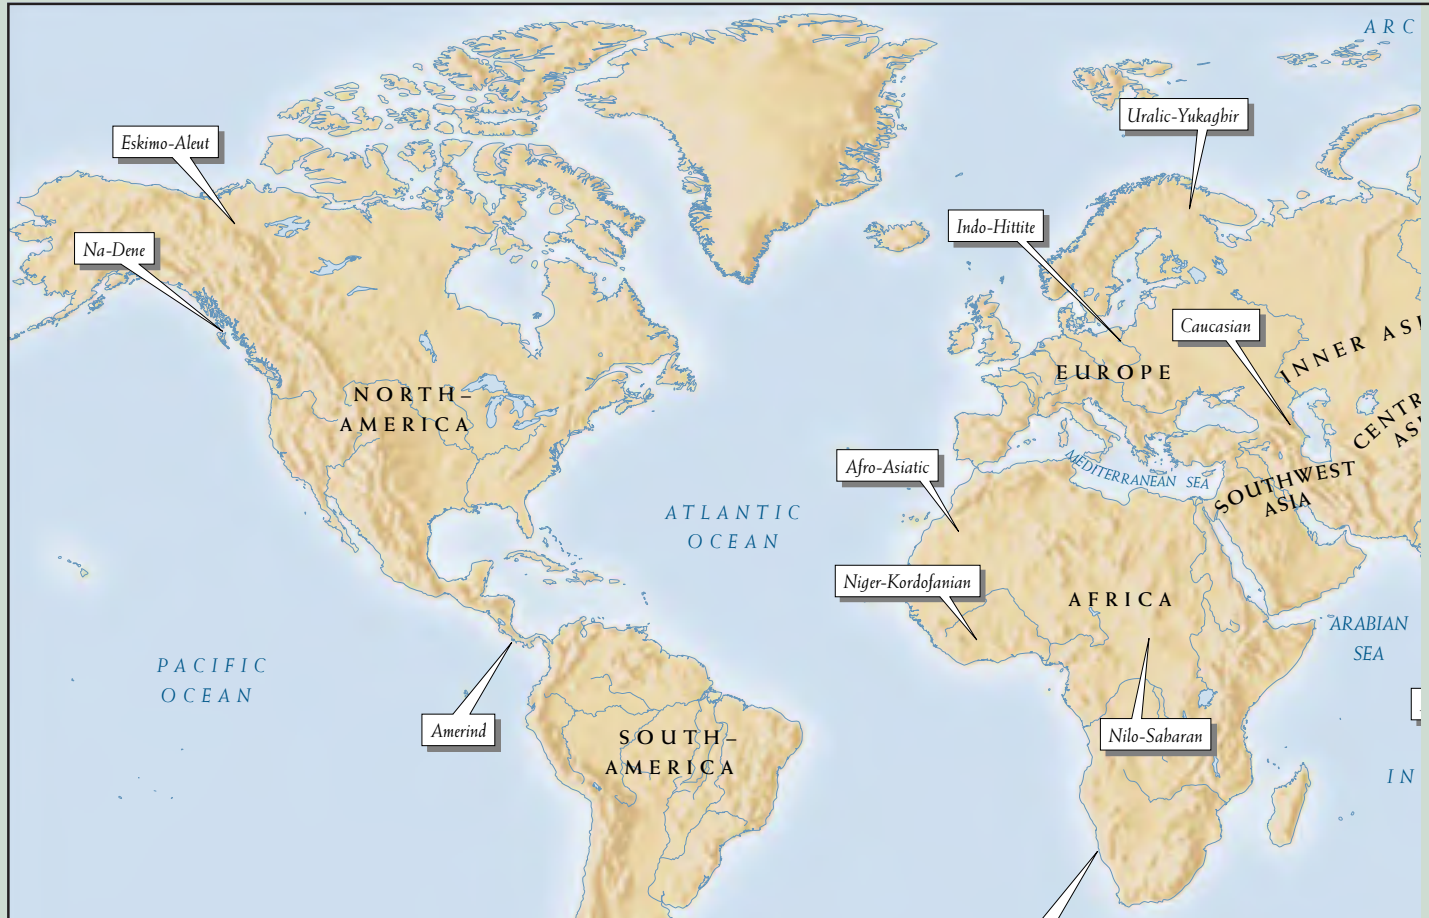 ARC
Uralic-Yukaghir
Eskimo-Aleut
Na-Dene
Indo-Hittite
Caucasian
INNER ASI
EUROPE
NORTH–
AMERICA
CENTR
AS
Afro-Asiatic
MEDITERRANEAN SEA
SOUTHWEST
ASIA
ATLANTIC
OCEAN
Niger-Kordofanian
AFRICA
ARABIAN
SEA
PACIFIC
OCEAN
Amerind
SOUTH–
AMERICA
Nilo-Saharan
IN